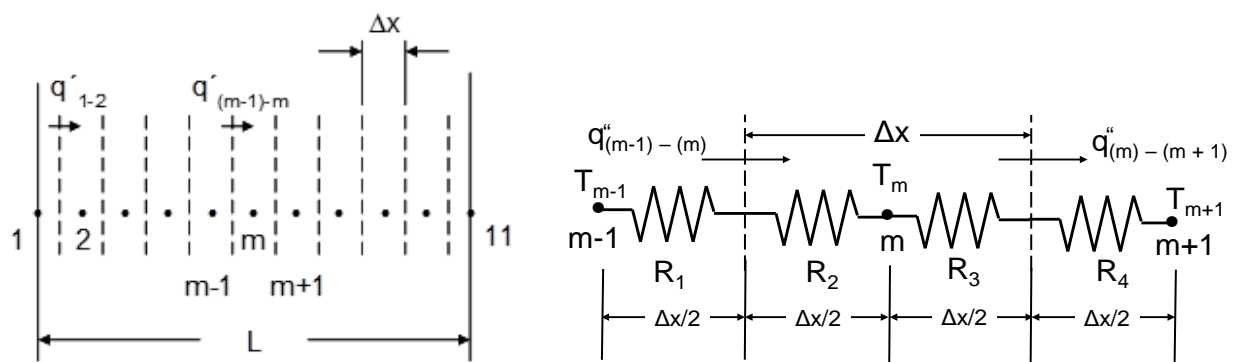 Δx
q´1-2
q´(m-1)-m
1
2
m
11
m-1
m+1
L
q“(m-1) – (m)
Δx
q“(m) – (m + 1)
Tm-1
Tm
Tm+1
m-1
m
m+1
R1
R2
R3
R4
Δx/2
Δx/2
Δx/2
Δx/2